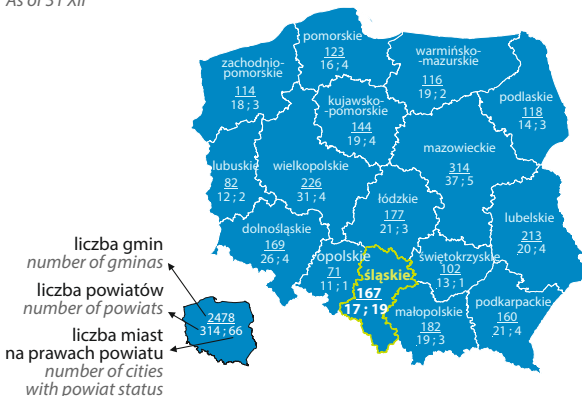 As of 31 XII
pomorskie
123
16 ; 4
warmińsko-
-mazurskie
116
19 ; 2
zachodnio-
pomorskie
114
18 ; 3
podlaskie
118
14 ; 3
kujawsko-
-pomorskie
144
19 ; 4
mazowieckie
314
37 ; 5
lubuskie
82
12 ; 2
wielkopolskie
226
31 ; 4
łódzkie
177
21 ; 3
lubelskie
213
20 ; 4
dolnośląskie
169
26 ; 4
opolskie
71
11 ; 1
śląskie
167
17 ; 19
świętokrzyskie
102
13 ; 1
małopolskie
182
19 ; 3
podkarpackie
160
21 ; 4
liczba gmin
number of gminas
liczba powiatów
number of powiats
liczba miast
na prawach powiatu
number of cities
with powiat status
2478
314 ; 66